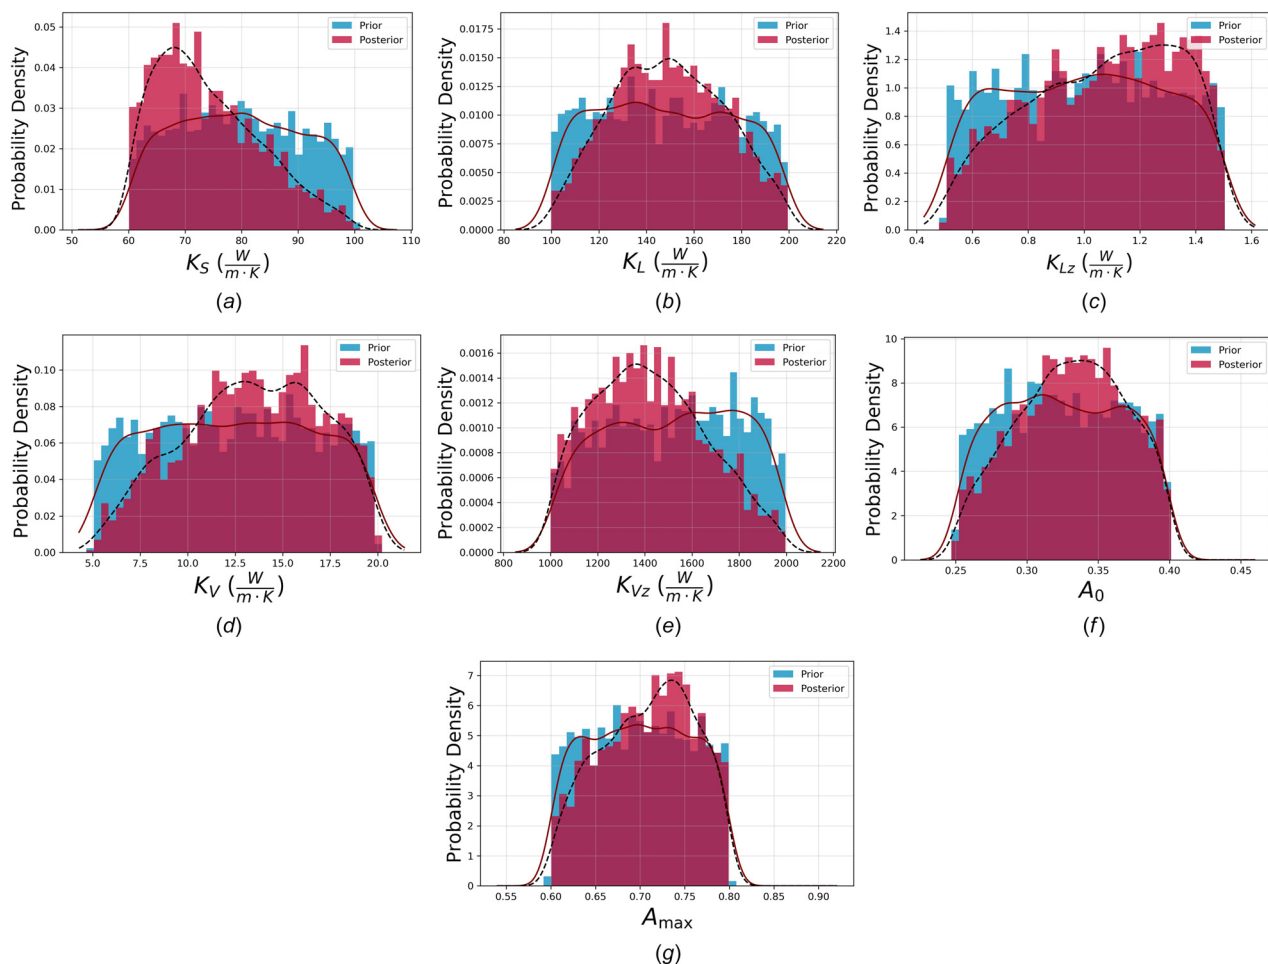 Probability Density
0.05
0.04
0.03
0.02
0.01
0.00
50 60 70 80 90 100 110
Prior
Posterior
K_S (W/m · K)
(a)
Probability Density
0.0175
0.0150
0.0125
0.0100
0.0075
0.0050
0.0025
0.0000
100 120 140 160 180 200 220
Prior
Posterior
K_L (W/m · K)
(b)
Probability Density
1.4
1.2
1.0
0.8
0.6
0.4
0.2
0.0
0.4 0.6 0.8 1.0 1.2 1.4 1.6
Prior
Posterior
K_Lz (W/m · K)
(c)
Probability Density
0.10
0.08
0.06
0.04
0.02
0.00
5.0 7.5 10.0 12.5 15.0 17.5 20.0
Prior
Posterior
K_V (W/m · K)
(d)
Probability Density
0.0016
0.0014
0.0012
0.0010
0.0008
0.0006
0.0004
0.0002
0.0000
1000 1200 1400 1600 1800 2000 2200
Prior
Posterior
K_Vz (W/m · K)
(e)
Probability Density
10
8
6
4
2
0
0.25 0.30 0.35 0.40 0.45
Prior
Posterior
A_0
(f)
Probability Density
7
6
5
4
3
2
1
0
0.55 0.60 0.65 0.70 0.75 0.80 0.85 0.90
Prior
Posterior
A_max
(g)